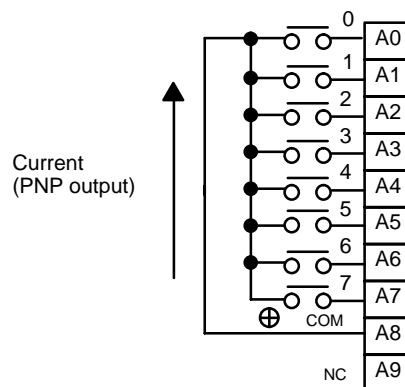 0 A0
1 A1
2 A2
3 A3
4 A4
5 A5
6 A6
7 A7
Current
(PNP output)
COM A8
NC A9